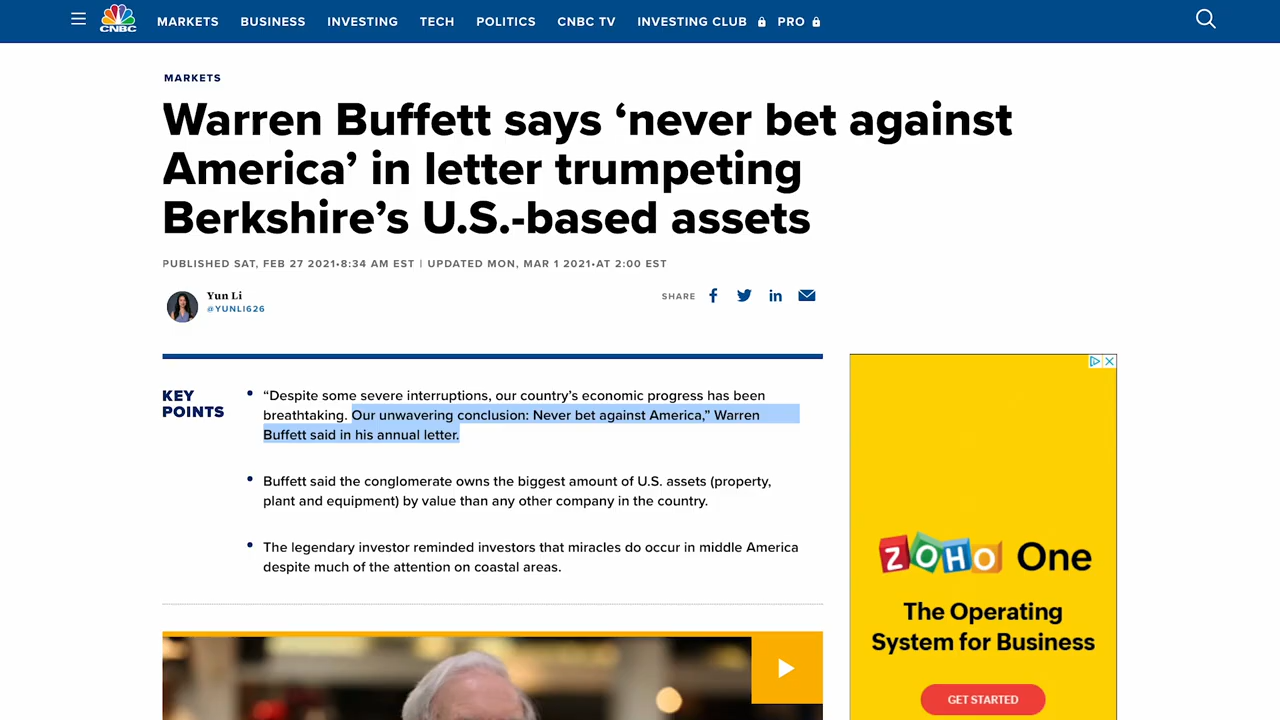 CNBC
MARKETS BUSINESS INVESTING TECH POLITICS CNBC TV INVESTING CLUB PRO
MARKETS
Warren Buffett says ‘never bet against
America’ in letter trumpeting
Berkshire’s U.S.-based assets
PUBLISHED SAT, FEB 27 2021•8:34 AM EST | UPDATED MON, MAR 1 2021•AT 2:00 EST
Yun Li
@YUNLI626
SHARE
KEY
POINTS
“Despite some severe interruptions, our country’s economic progress has been
breathtaking. Our unwavering conclusion: Never bet against America,” Warren
Buffett said in his annual letter.
Buffett said the conglomerate owns the biggest amount of U.S. assets (property,
plant and equipment) by value than any other company in the country.
The legendary investor reminded investors that miracles do occur in middle America
despite much of the attention on coastal areas.
ZOHO One
The Operating
System for Business
GET STARTED